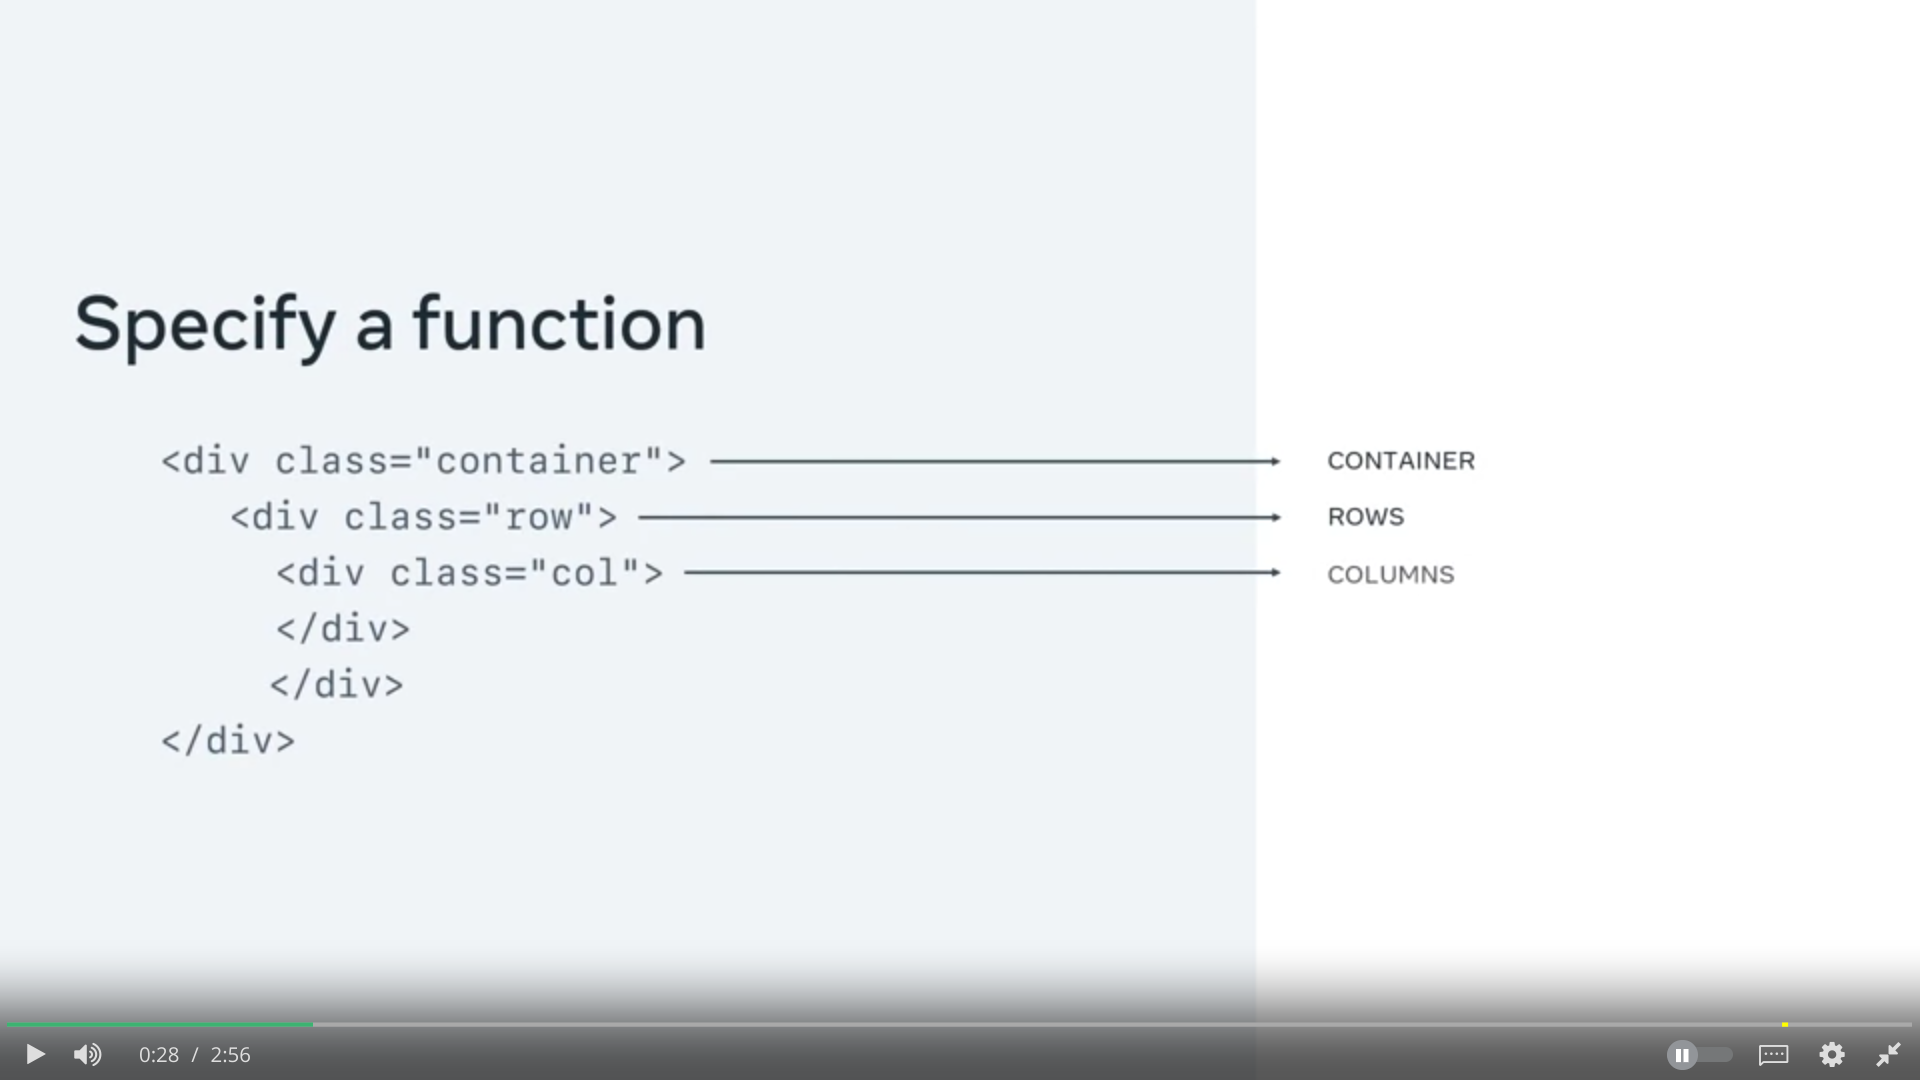 Specify a function
<div class="container"> CONTAINER
<div class="row"> ROWS
<div class="col"> COLUMNS
</div>
</div>
</div>
0:28 / 2:56